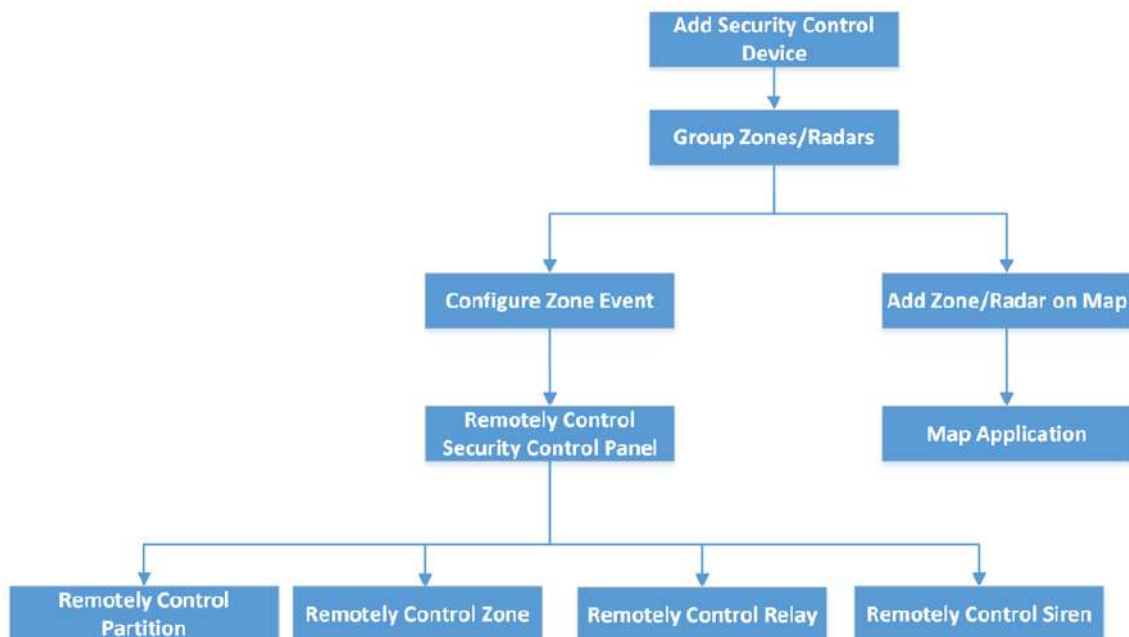 Add Security Control
Device
Group Zones/Radars
Configure Zone Event
Add Zone/Radar on Map
Remotely Control
Security Control Panel
Map Application
Remotely Control
Partition
Remotely Control Zone
Remotely Control Relay
Remotely Control Siren